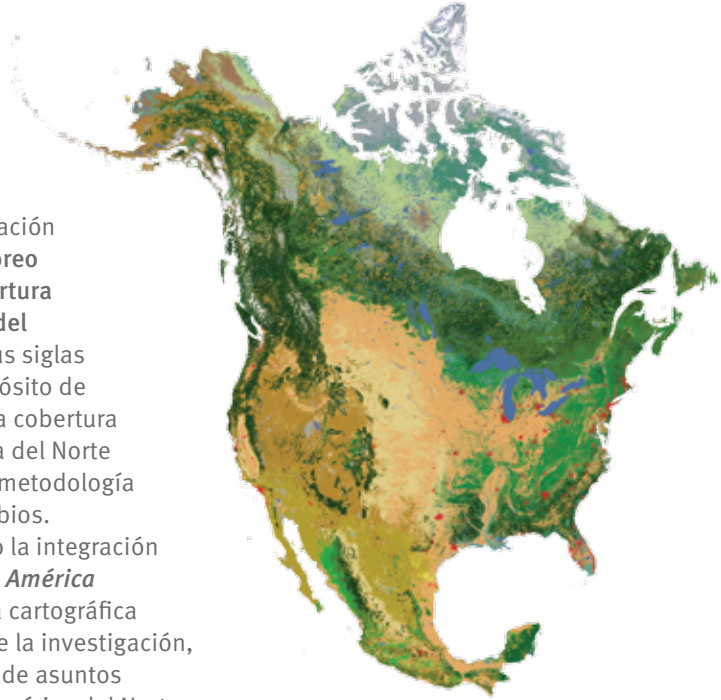 ación
oreo
rtura
del
us siglas
ósito de
a cobertura
a del Norte
metodología
bios.
o la integración
América
a cartográfica
e la investigación,
de asuntos